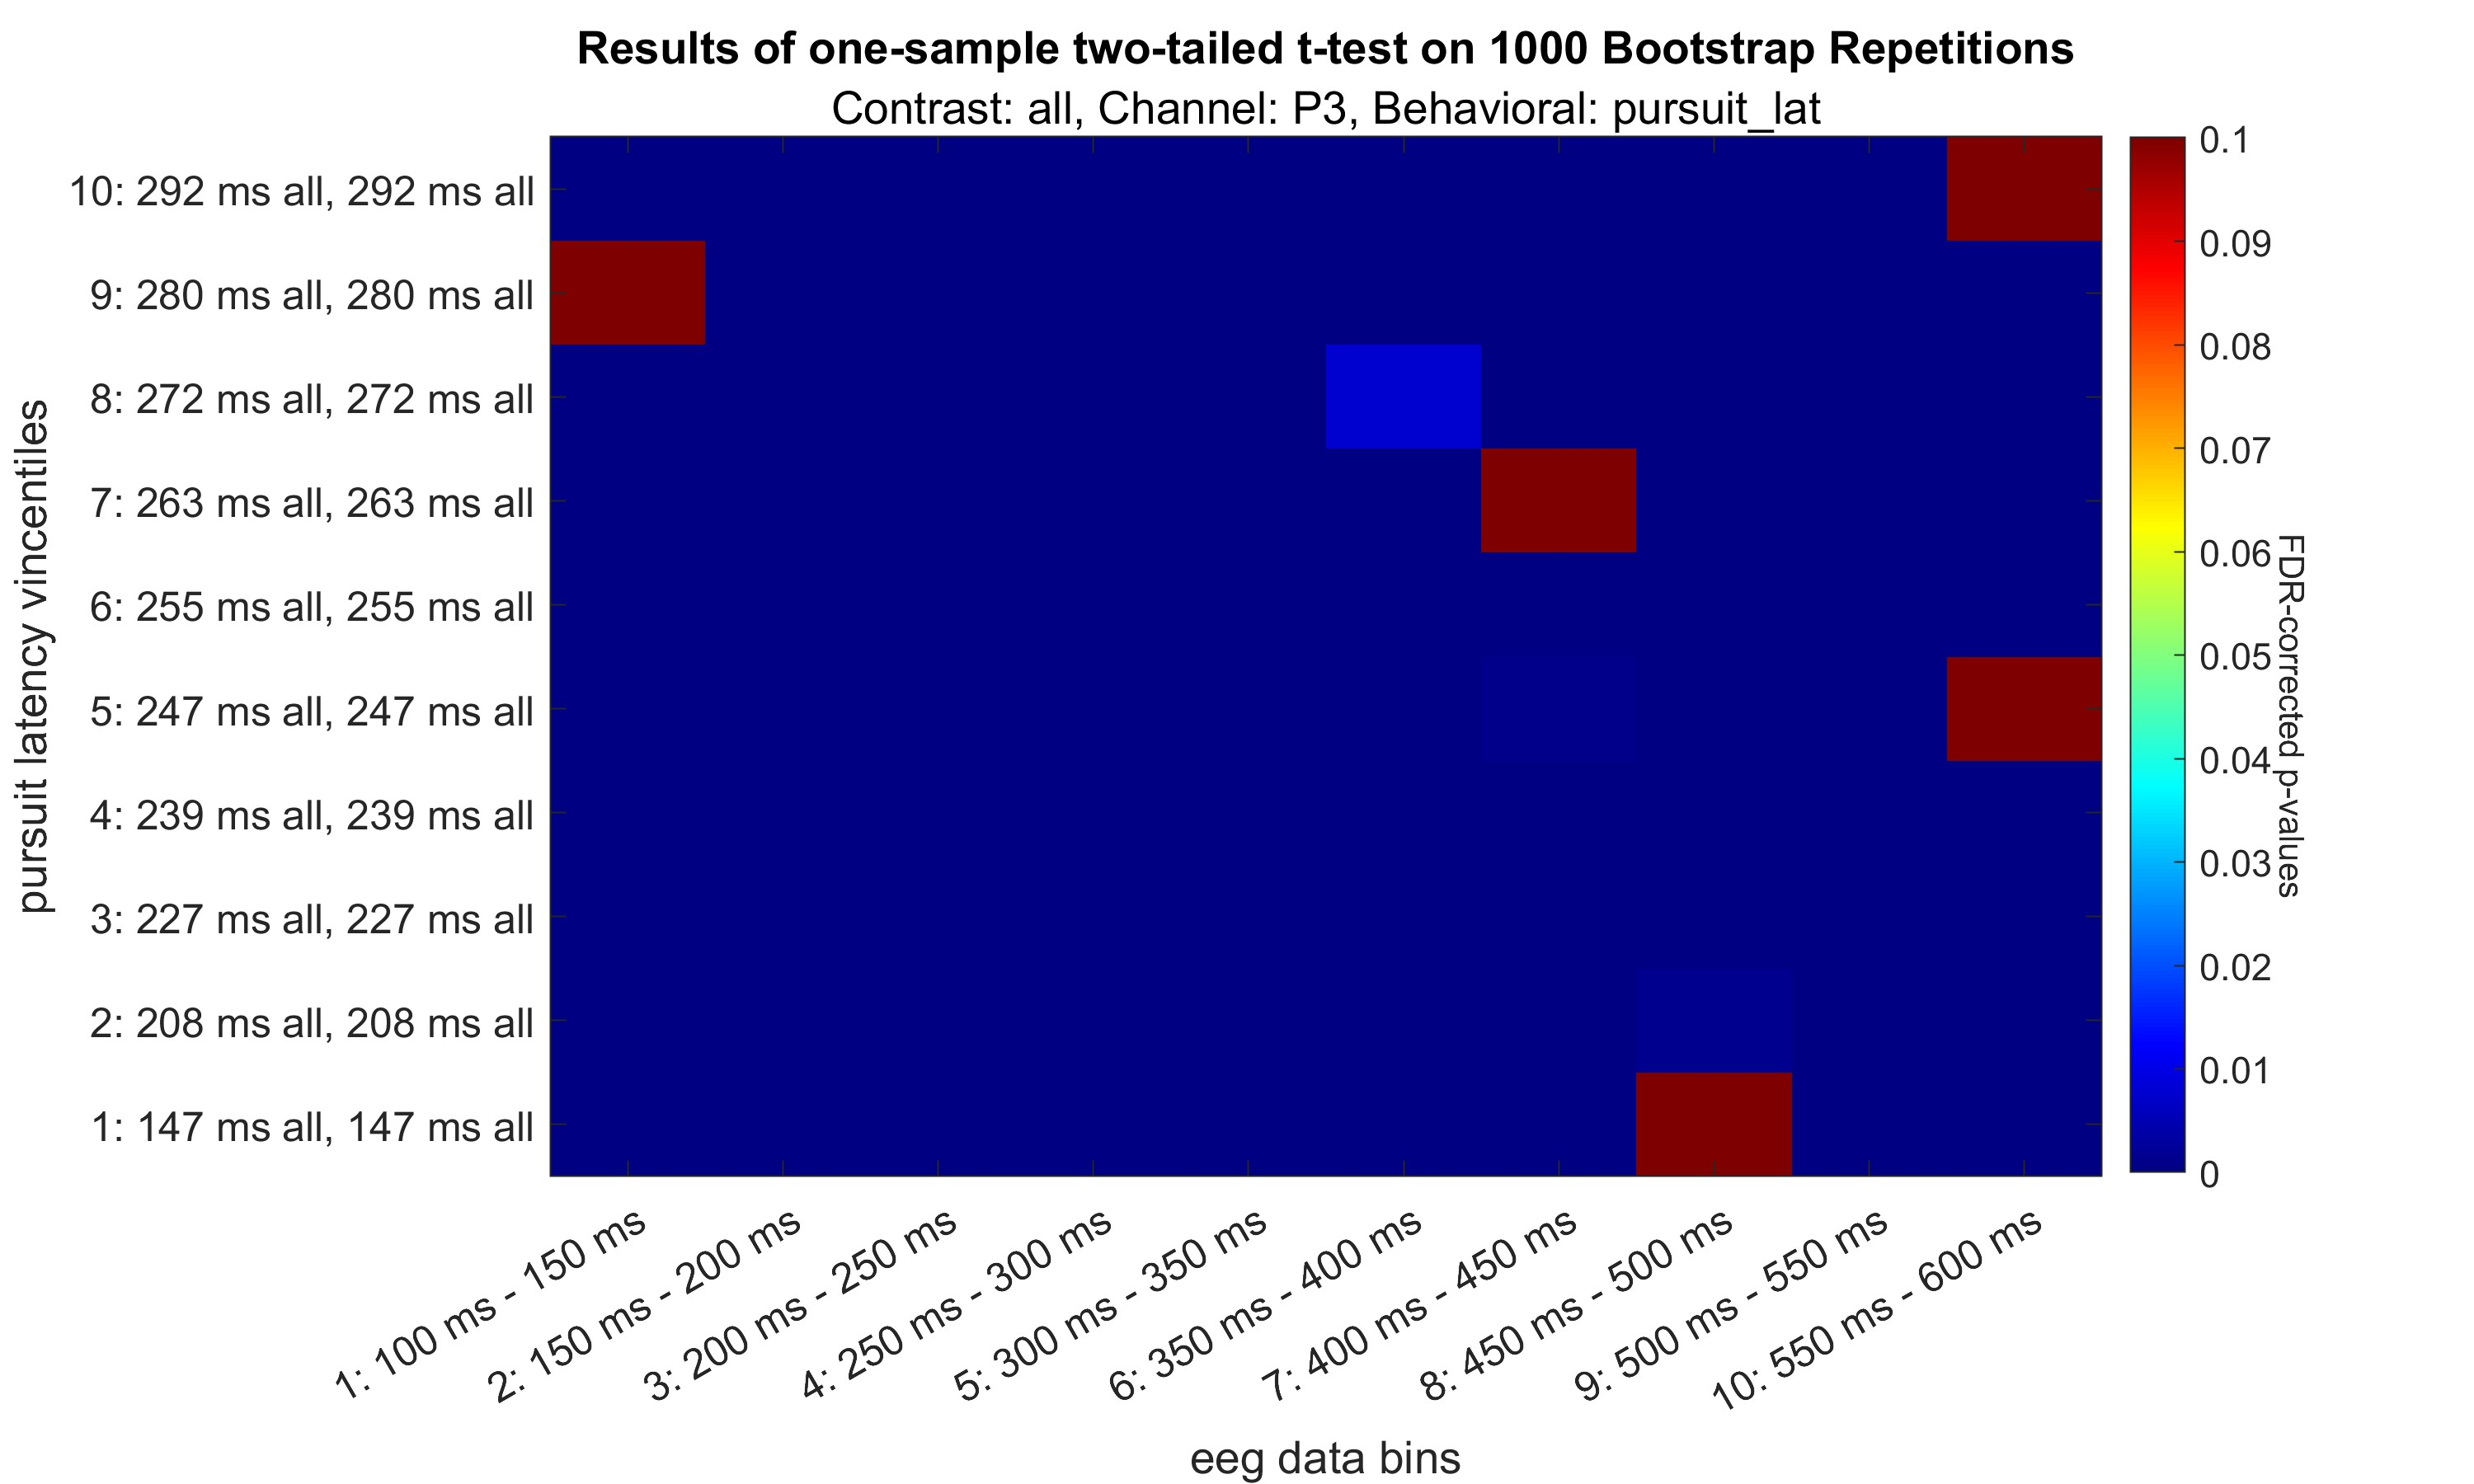 Results of one-sample two-tailed t-test on 1000 Bootstrap Repetitions
Contrast: all, Channel: P3, Behavioral: pursuit_lat
pursuit latency vincentiles
10: 292 ms all, 292 ms all
9: 280 ms all, 280 ms all
8: 272 ms all, 272 ms all
7: 263 ms all, 263 ms all
6: 255 ms all, 255 ms all
5: 247 ms all, 247 ms all
4: 239 ms all, 239 ms all
3: 227 ms all, 227 ms all
2: 208 ms all, 208 ms all
1: 147 ms all, 147 ms all
1: 100 ms - 150 ms
2: 150 ms - 200 ms
3: 200 ms - 250 ms
4: 250 ms - 300 ms
5: 300 ms - 350 ms
6: 350 ms - 400 ms
7: 400 ms - 450 ms
8: 450 ms - 500 ms
9: 500 ms - 550 ms
10: 550 ms - 600 ms
eeg data bins
0.1
0.09
0.08
0.07
0.06
0.05
0.04
0.03
0.02
0.01
0
FDR-corrected p-values